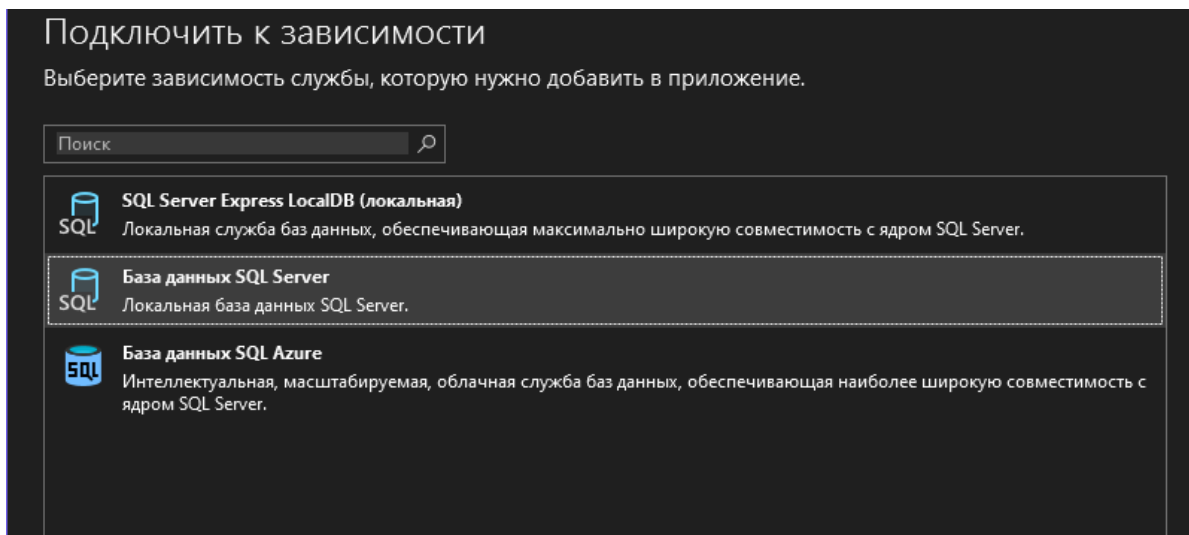 Подключить к зависимости
Выберите зависимость службы, которую нужно добавить в приложение.
Поиск
SQL Server Express LocalDB (локальная)
SQL
Локальная служба баз данных, обеспечивающая максимально широкую совместимость с ядром SQL Server.
База данных SQL Server
SQL
Локальная база данных SQL Server.
База данных SQL Azure
SQL
Интеллектуальная, масштабируемая, облачная служба баз данных, обеспечивающая наиболее широкую совместимость с
ядром SQL Server.